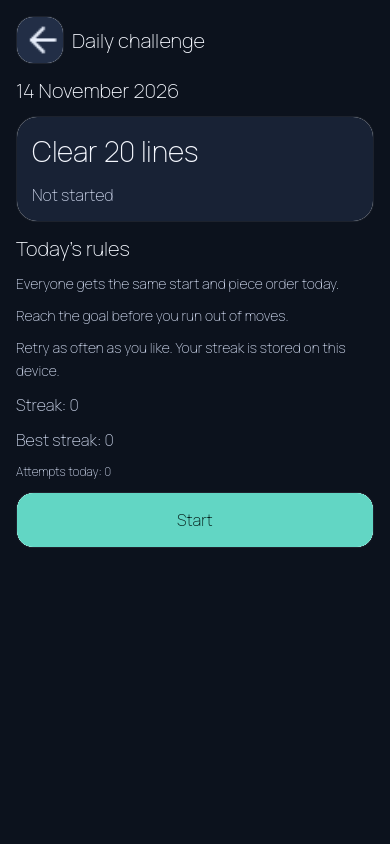 Daily challenge
14 November 2026
Clear 20 lines
Not started
Today's rules
Everyone gets the same start and piece order today.
Reach the goal before you run out of moves.
Retry as often as you like. Your streak is stored on this
device.
Streak: 0
Best streak: 0
Attempts today: 0
Start